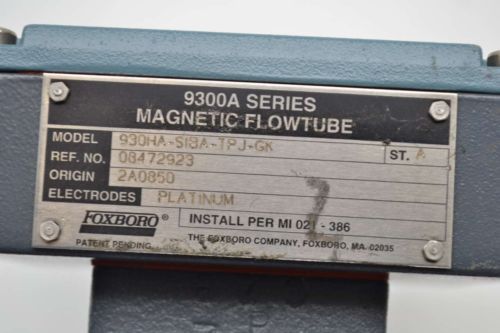 9300A SERIES
MAGNETIC FLOWTUBE
MODEL 930HA-SIBA-TPJ-GK ST. A
REF. NO. 08472923
ORIGIN 2A0850
ELECTRODES PLATINUM
FOXBORO® INSTALL PER MI 021 - 386
PATENT PENDING THE FOXBORO COMPANY, FOXBORO, MA. 02035